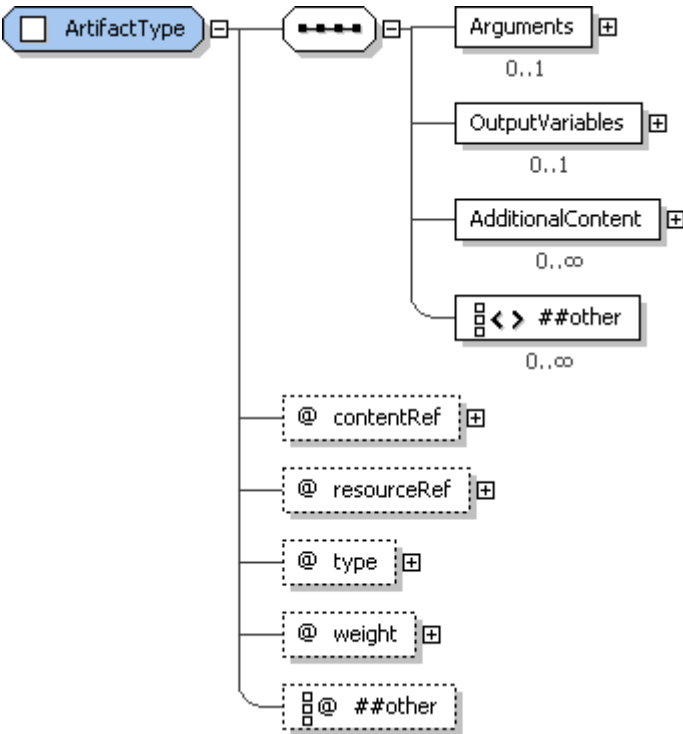 ArtifactType
Arguments
0..1
OutputVariables
0..1
AdditionalContent
0..∞
##other
0..∞
@ contentRef
@ resourceRef
@ type
@ weight
@ ##other